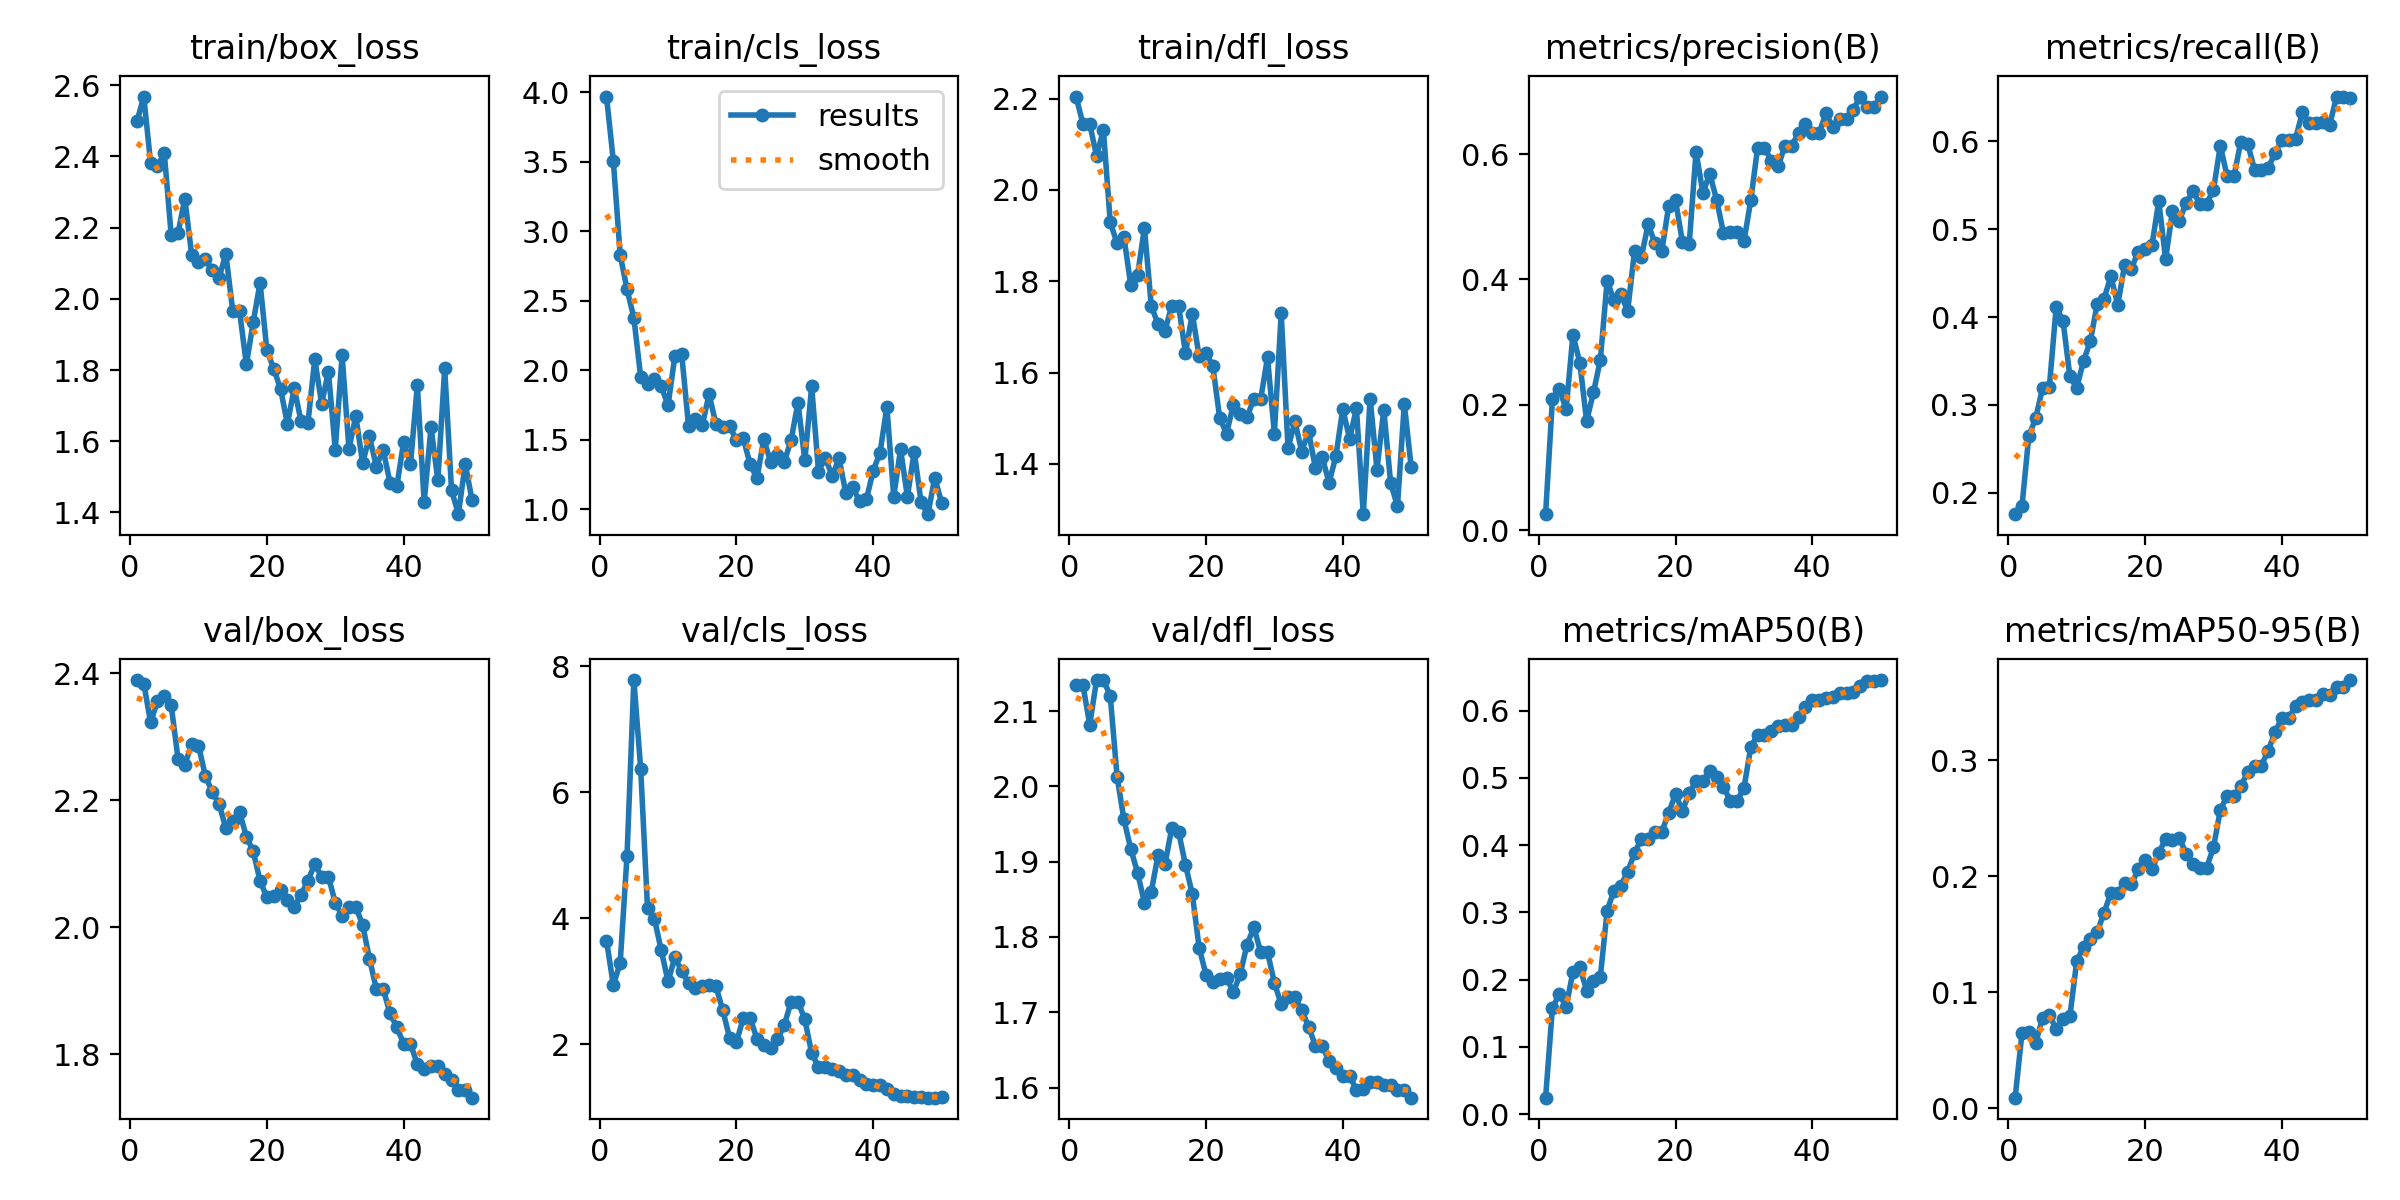 train/box_loss
2.6
2.4
2.2
2.0
1.8
1.6
1.4
0 20 40
train/cls_loss
results
smooth
4.0
3.5
3.0
2.5
2.0
1.5
1.0
0 20 40
train/dfl_loss
2.2
2.0
1.8
1.6
1.4
0 20 40
metrics/precision(B)
0.6
0.4
0.2
0.0
0 20 40
metrics/recall(B)
0.6
0.5
0.4
0.3
0.2
0 20 40
val/box_loss
2.4
2.2
2.0
1.8
0 20 40
val/cls_loss
8
6
4
2
0 20 40
val/dfl_loss
2.1
2.0
1.9
1.8
1.7
1.6
0 20 40
metrics/mAP50(B)
0.6
0.5
0.4
0.3
0.2
0.1
0.0
0 20 40
metrics/mAP50-95(B)
0.3
0.2
0.1
0.0
0 20 40